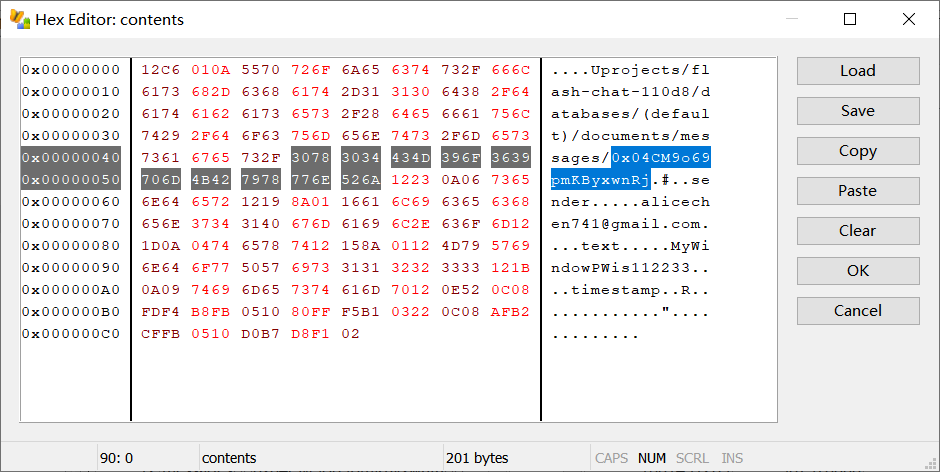 Hex Editor: contents
0x00000000 12C6 010A 5570 726F 6A65 6374 732F 666C ....Uprojects/fl
0x00000010 6173 682D 6368 6174 2D31 3130 6438 2F64 ash-chat-110d8/d
0x00000020 6174 6162 6173 6573 2F28 6465 6661 756C atabases/(defaul
0x00000030 7429 2F64 6F63 756D 656E 7473 2F6D 6573 t)/documents/mes
0x00000040 7361 6765 732F 3078 3034 434D 396F 3639 sages/0x04CM9o69
0x00000050 706D 4B42 7978 776E 526A 1223 0A06 7365 pmKByxwnRj.#..se
0x00000060 6E64 6572 1219 8A01 1661 6C69 6365 6368 nder.....alicech
0x00000070 656E 3734 3140 676D 6169 6C2E 636F 6D12 en741@gmail.com.
0x00000080 1D0A 0474 6578 7412 158A 0112 4D79 5769 ...text.....MyWi
0x00000090 6E64 6F77 5057 6973 3131 3232 3333 121B ndowPWis112233..
0x000000A0 0A09 7469 6D65 7374 616D 7012 0E52 0C08 ..timestamp..R..
0x000000B0 FDF4 B8FB 0510 80FF F5B1 0322 0C08 AFB2 ...........".... 
0x000000C0 CFFB 0510 D0B7 D8F1 02 .........
Load
Save
Copy
Paste
Clear
OK
Cancel
90: 0 contents 201 bytes CAPS NUM SCRL INS